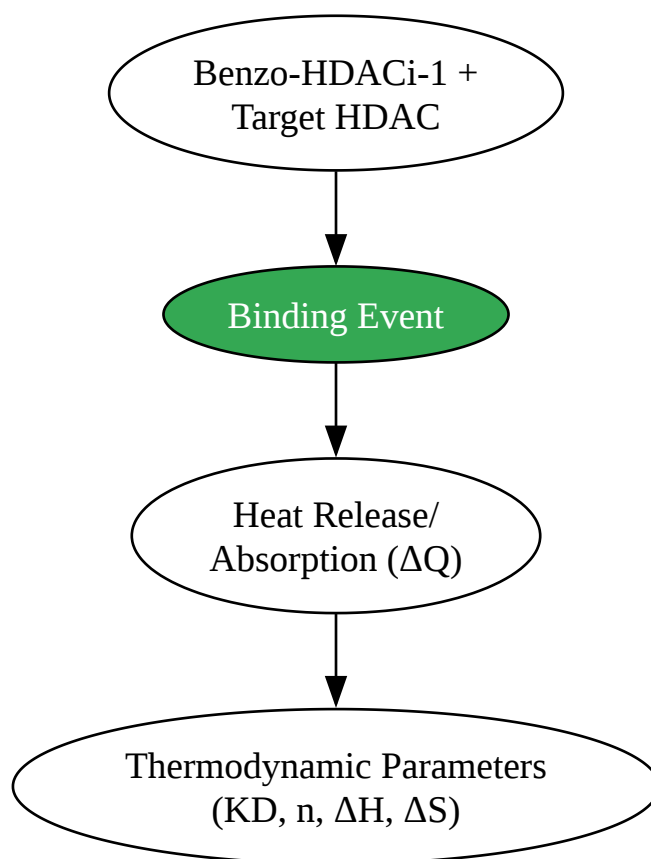 Benzo-HDACi-1 +
Target HDAC
Binding Event
Heat Release/
Absorption (ΔQ)
Thermodynamic Parameters
(KD, n, ΔH, ΔS)